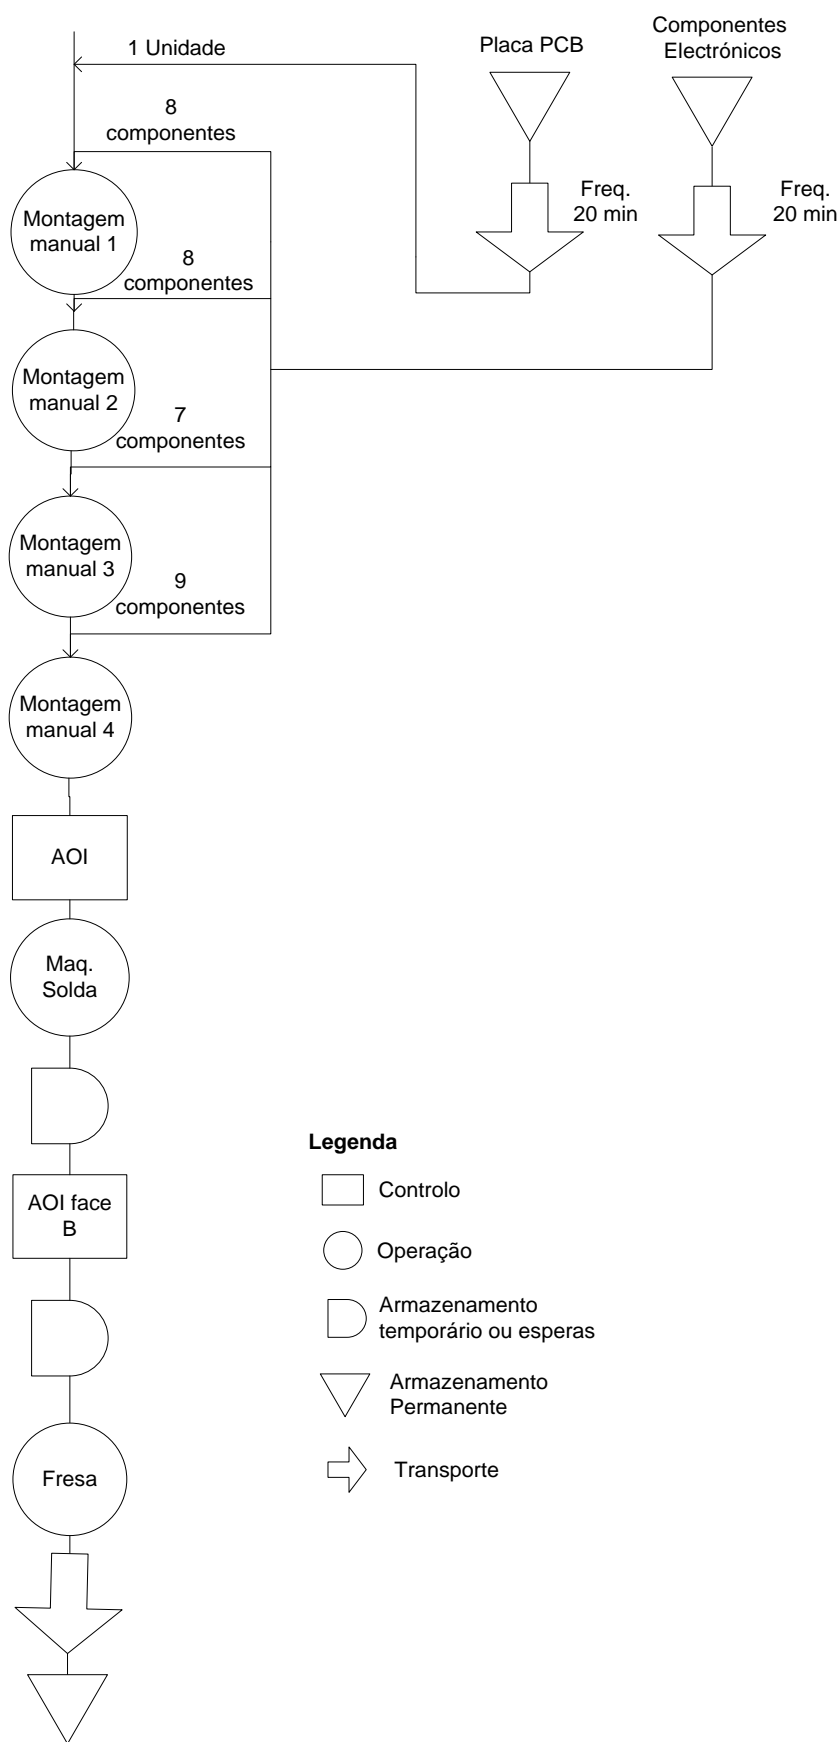 1 Unidade
Placa PCB
Componentes
Electrónicos
8
componentes
Freq.
20 min
Freq.
20 min
Montagem
manual 1
8
componentes
Montagem
manual 2
7
componentes
Montagem
manual 3
9
componentes
Montagem
manual 4
AOI
Maq.
Solda
AOI face
B
Fresa
Legenda
Controlo
Operação
Armazenamento
temporário ou esperas
Armazenamento
Permanente
Transporte